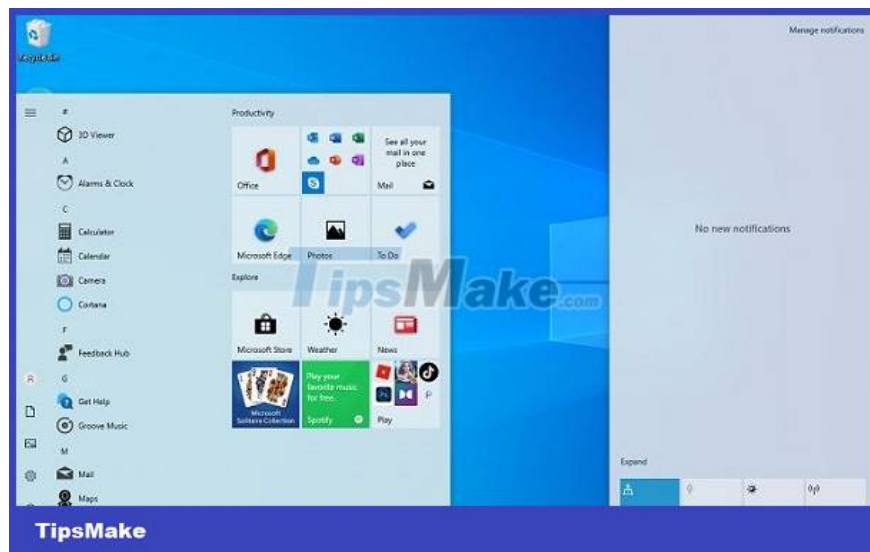 Recycle Bin
Manage notifications
#
3D Viewer
A
Alarms & Clock
C
Calculator
Calendar
Camera
Cortana
F
Feedback Hub
G
Get Help
Groove Music
M
Mail
Maps
Productivity
Office
See all your
mail in one
place
Mail
Microsoft Edge
Photos
To Do
Explore
Microsoft Store
Weather
News
Microsoft
Solitaire Collection
Play your
favorite music
for free.
Spotify
Play
TipsMake.com
No new notifications
Expand
TipsMake